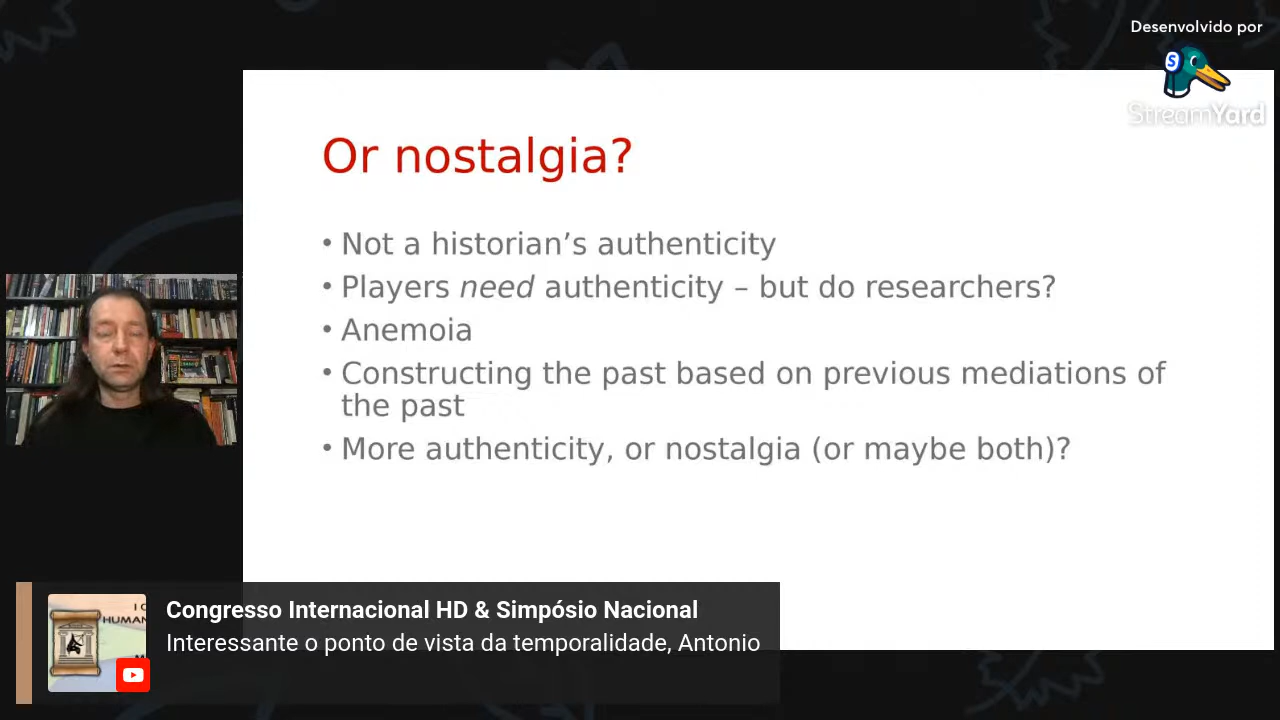 Desenvolvido por
StreamYard
Or nostalgia?
• Not a historian’s authenticity
• Players need authenticity – but do researchers?
• Anemoia
• Constructing the past based on previous mediations of
the past
• More authenticity, or nostalgia (or maybe both)?
Congresso Internacional HD & Simpósio Nacional
Interessante o ponto de vista da temporalidade, Antonio